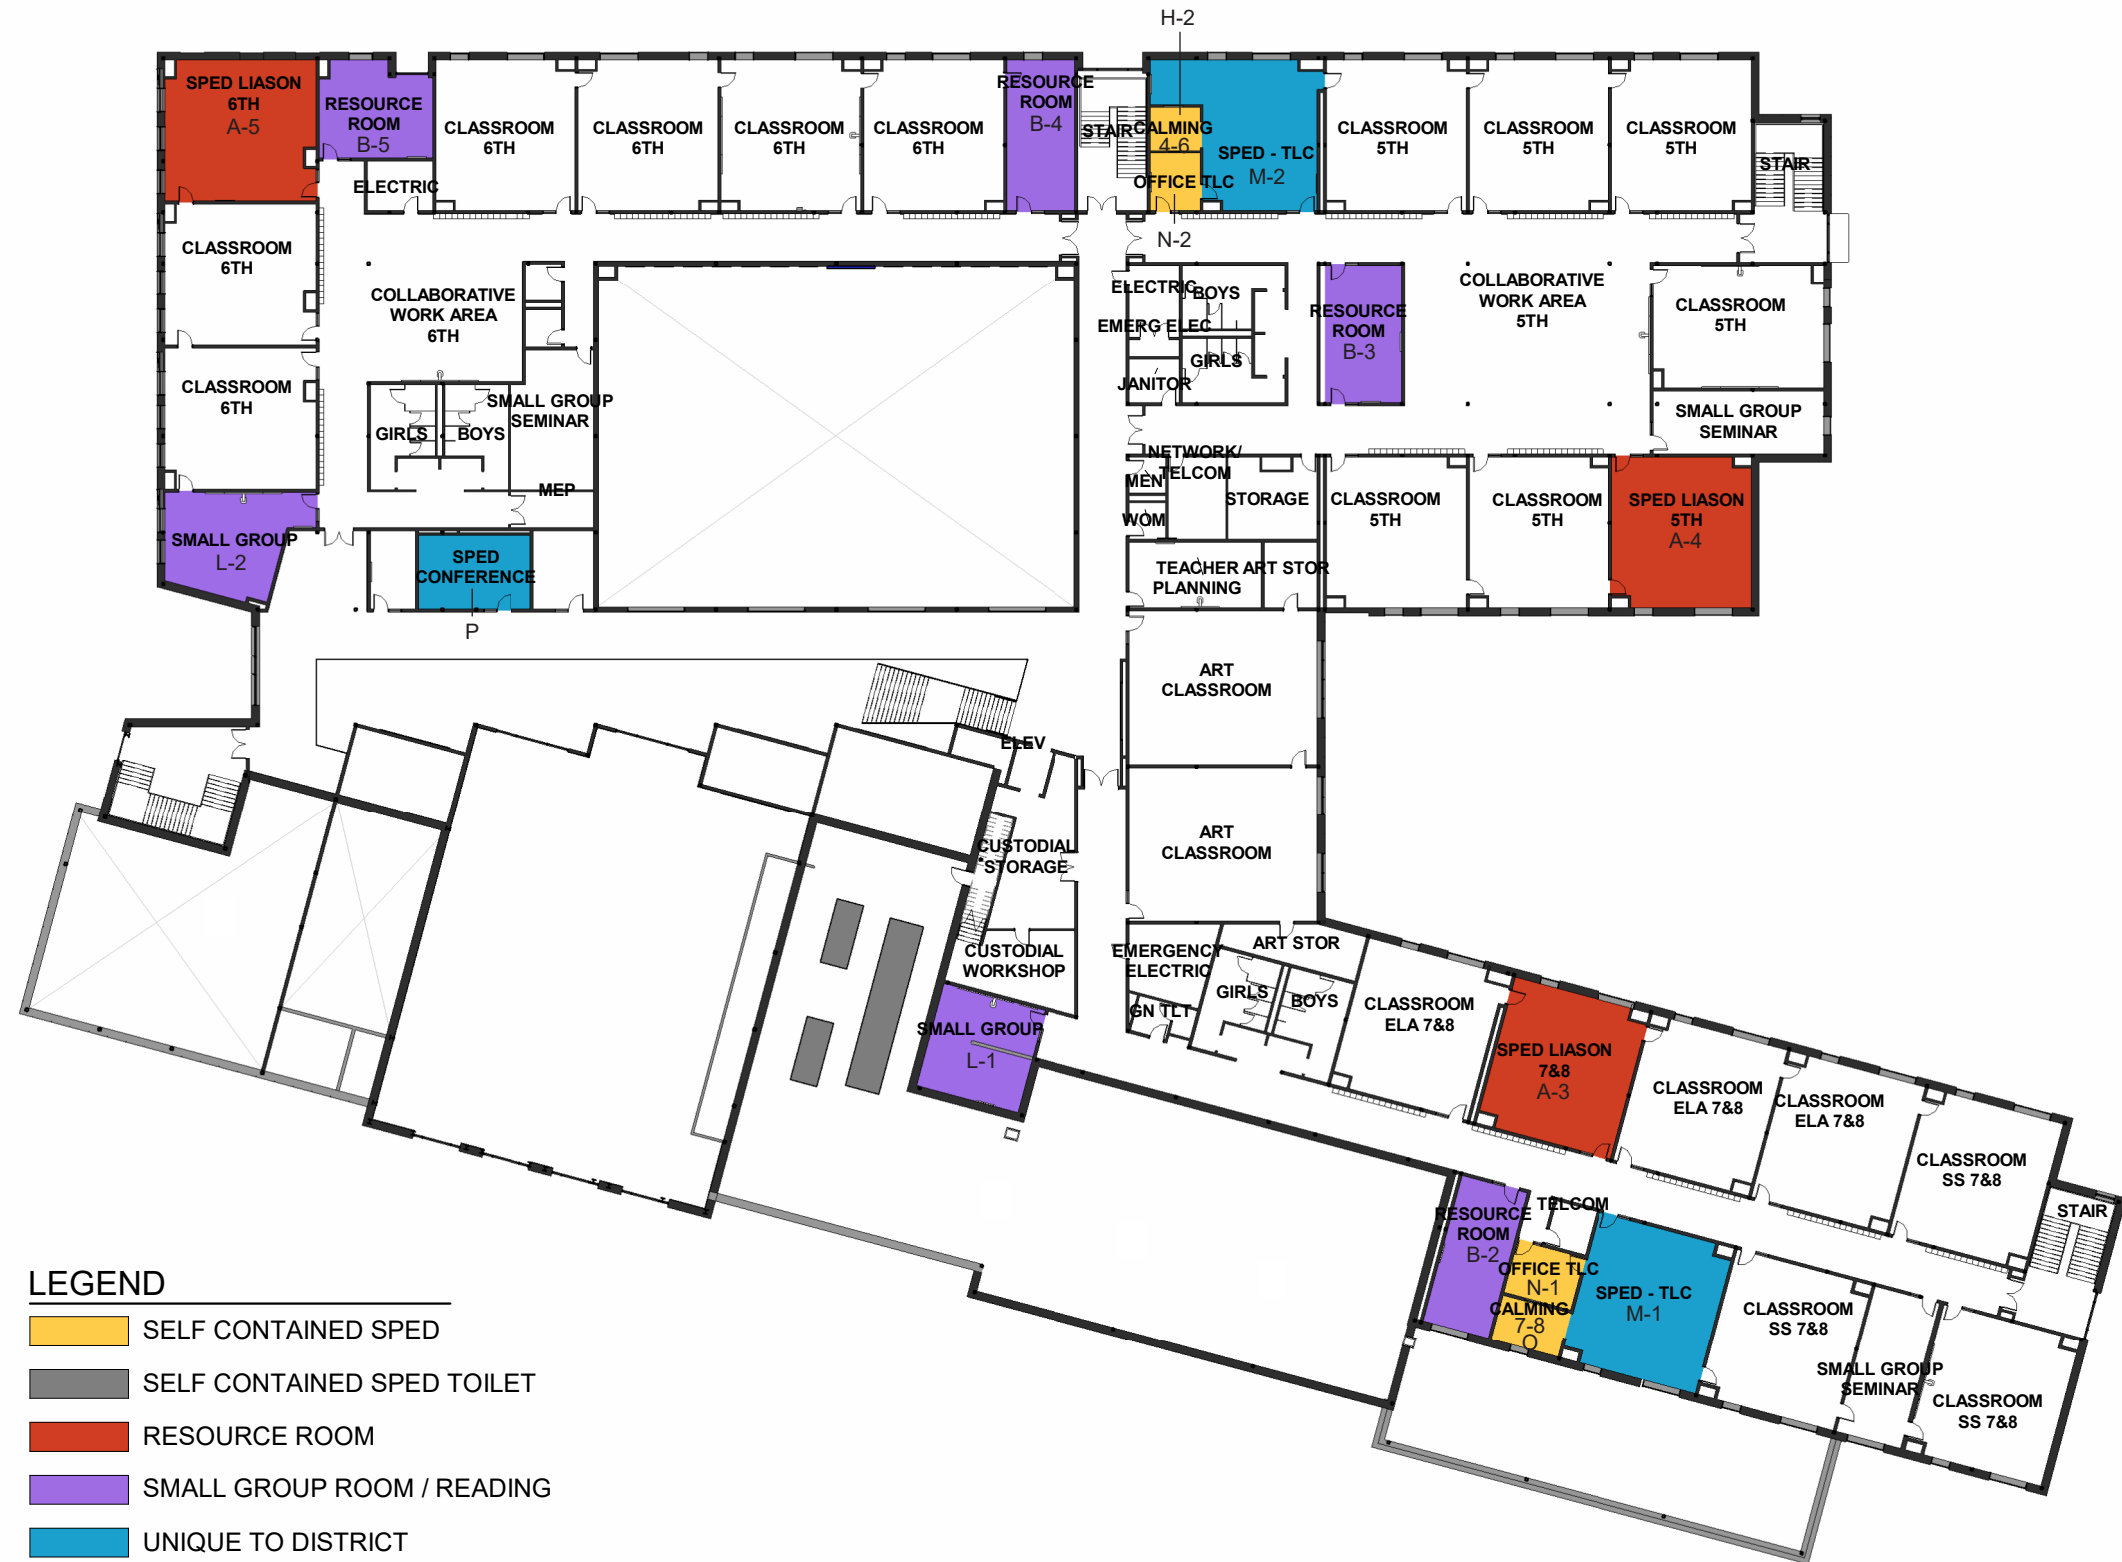 H-2
SPED LIASON
6TH
A-5
RESOURCE
ROOM
B-5
CLASSROOM
6TH
CLASSROOM
6TH
CLASSROOM
6TH
CLASSROOM
6TH
RESOURCE
ROOM
B-4
STAIR
CALMING
4-6
OFFICE TLC
N-2
SPED - TLC
M-2
CLASSROOM
5TH
CLASSROOM
5TH
CLASSROOM
5TH
STAIR
ELECTRIC
CLASSROOM
6TH
COLLABORATIVE
WORK AREA
6TH
CLASSROOM
6TH
GIRLS
BOYS
SMALL GROUP
SEMINAR
MEP
SMALL GROUP
L-2
SPED
CONFERENCE
P
ELECTRIC
BOYS
EMERG ELEC
GIRLS
JANITOR
RESOURCE
ROOM
B-3
COLLABORATIVE
WORK AREA
5TH
CLASSROOM
5TH
SMALL GROUP
SEMINAR
NETWORK/
TELCOM
MEN
WOM
STORAGE
CLASSROOM
5TH
CLASSROOM
5TH
SPED LIASON
5TH
A-4
TEACHER
PLANNING
ART STOR
ART
CLASSROOM
ELEV
ART
CLASSROOM
CUSTODIAL
STORAGE
CUSTODIAL
WORKSHOP
SMALL GROUP
L-1
EMERGENCY
ELECTRIC
GN TLT
GIRLS
BOYS
ART STOR
CLASSROOM
ELA 7&8
SPED LIASON
7&8
A-3
CLASSROOM
ELA 7&8
CLASSROOM
ELA 7&8
CLASSROOM
SS 7&8
STAIR
RESOURCE
ROOM
B-2
TELCOM
OFFICE TLC
N-1
CALMING
7-8
O
SPED - TLC
M-1
CLASSROOM
SS 7&8
SMALL GROUP
SEMINAR
CLASSROOM
SS 7&8
LEGEND
SELF CONTAINED SPED
SELF CONTAINED SPED TOILET
RESOURCE ROOM
SMALL GROUP ROOM / READING
UNIQUE TO DISTRICT